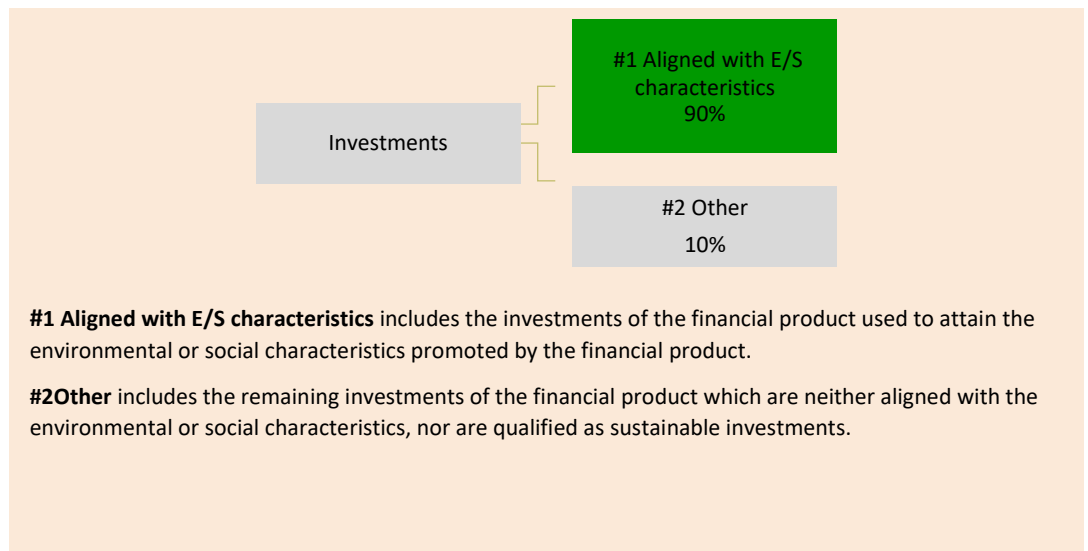 #1 Aligned with E/S
characteristics
90%
Investments
#2 Other
10%
#1 Aligned with E/S characteristics includes the investments of the financial product used to attain the
environmental or social characteristics promoted by the financial product.
#2Other includes the remaining investments of the financial product which are neither aligned with the
environmental or social characteristics, nor are qualified as sustainable investments.